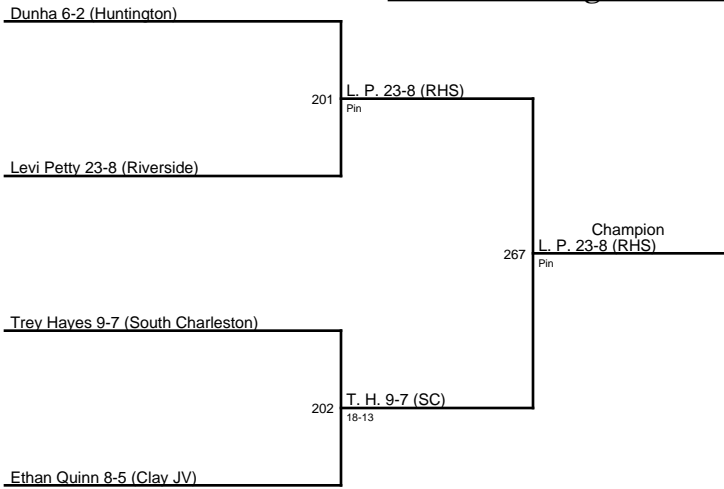 Dunha 6-2 (Huntington)
201
L. P. 23-8 (RHS)
Pin
Levi Petty 23-8 (Riverside)
Champion
267
L. P. 23-8 (RHS)
Pin
Trey Hayes 9-7 (South Charleston)
202
T. H. 9-7 (SC)
18-13
Ethan Quinn 8-5 (Clay JV)